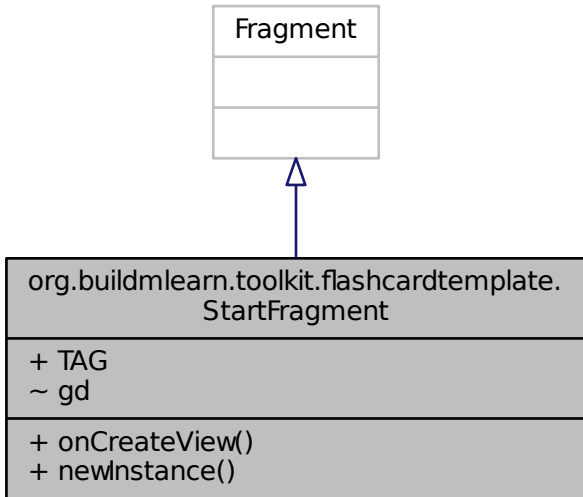 Fragment
org.buildmlearn.toolkit.flashcardtemplate.
StartFragment
+ TAG
~ gd
+ onCreateView()
+ newInstance()